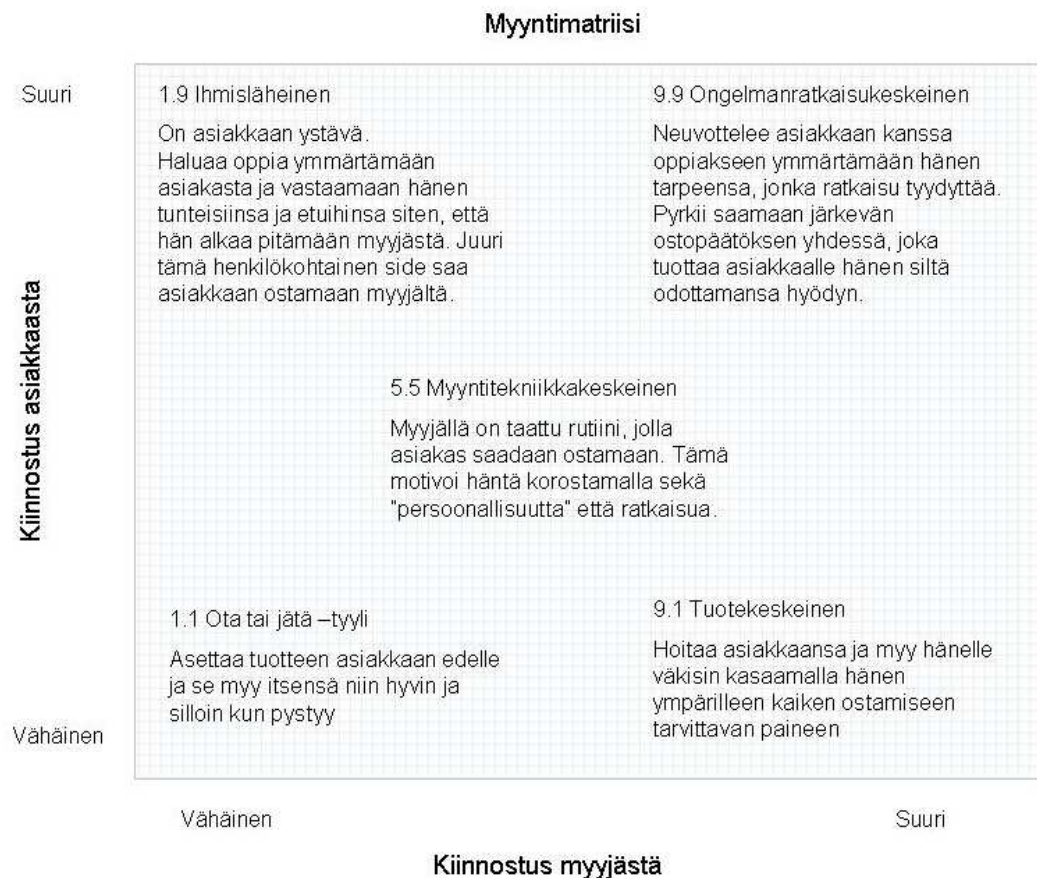 Myyntimatriisi
Suuri
1.9 Ihmisläheinen
On asiakkaan ystävä.
Haluaa oppia ymmärtämään
asiakasta ja vastaamaan hänen
tunteisiinsa ja etuihinsa siten, että
hän alkaa pitämään myyjästä. Juuri
tämä henkilökohtainen side saa
asiakkaan ostamaan myyjältä.
9.9 Ongelmanratkaisukeskeinen
Neuvottelee asiakkaan kanssa
oppiakseen ymmärtämään hänen
tarpeensa, jonka ratkaisu tyydyttää.
Pyrkii saamaan järkevän
ostopäätöksen yhdessä, joka
tuottaa asiakkaalle hänen siltä
odottamansa hyödyn.
Kiinnostus asiakkaasta
5.5 Myyntitekniikkakeskeinen
Myyjällä on taattu rutiini, jolla
asiakas saadaan ostamaan. Tämä
motivoi häntä korostamalla sekä
"persoonallisuutta" että ratkaisua.
1.1 Ota tai jätä –tyyli
Asettaa tuotteen asiakkaan edelle
ja se myy itsensä niin hyvin ja
silloin kun pystyy
9.1 Tuotekeskeinen
Hoitaa asiakkaansa ja myy hänelle
väkisin kasaamalla hänen
ympärilleen kaiken ostamiseen
tarvittavan paineen
Vähäinen
Vähäinen
Suuri
Kiinnostus myyjästä